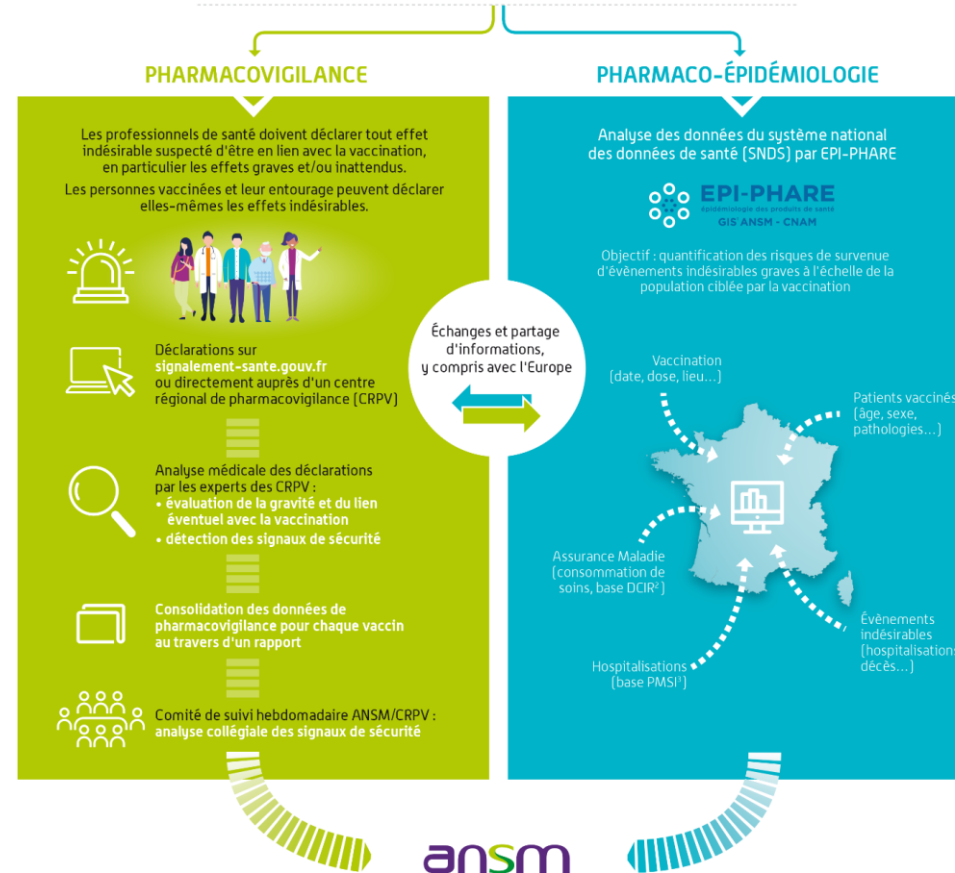 PHARMACOVIGILANCE
Les professionnels de santé doivent déclarer tout effet
indésirable suspecté d'être en lien avec la vaccination,
en particulier les effets graves et/ou inattendus.
Les personnes vaccinées et leur entourage peuvent déclarer
elles-mêmes les effets indésirables.
Déclarations sur
signalement-sante.gouv.fr
ou directement auprès d'un centre
régional de pharmacovigilance (CRPV)
Analyse médicale des déclarations
par les experts des CRPV :
• évaluation de la gravité et du lien
éventuel avec la vaccination
• détection des signaux de sécurité
Consolidation des données de
pharmacovigilance pour chaque vaccin
au travers d'un rapport
Comité de suivi hebdomadaire ANSM/CRPV :
analyse collégiale des signaux de sécurité
Échanges et partage
d'informations,
y compris avec l'Europe
PHARMACO-ÉPIDÉMIOLOGIE
Analyse des données du système national
des données de santé (SNDS) par EPI-PHARE
EPI-PHARE
épidémiologie des produits de santé
GIS ANSM - CNAM
Objectif : quantification des risques de survenue
d'évènements indésirables graves à l'échelle de la
population ciblée par la vaccination
Vaccination
(date, dose, lieu...)
Patients vaccinés
(âge, sexe,
pathologies...)
Assurance Maladie
(consommation de
soins, base DCIR²)
Hospitalisations
(base PMSI³)
Évènements
indésirables
(hospitalisations
décès...)
ansm